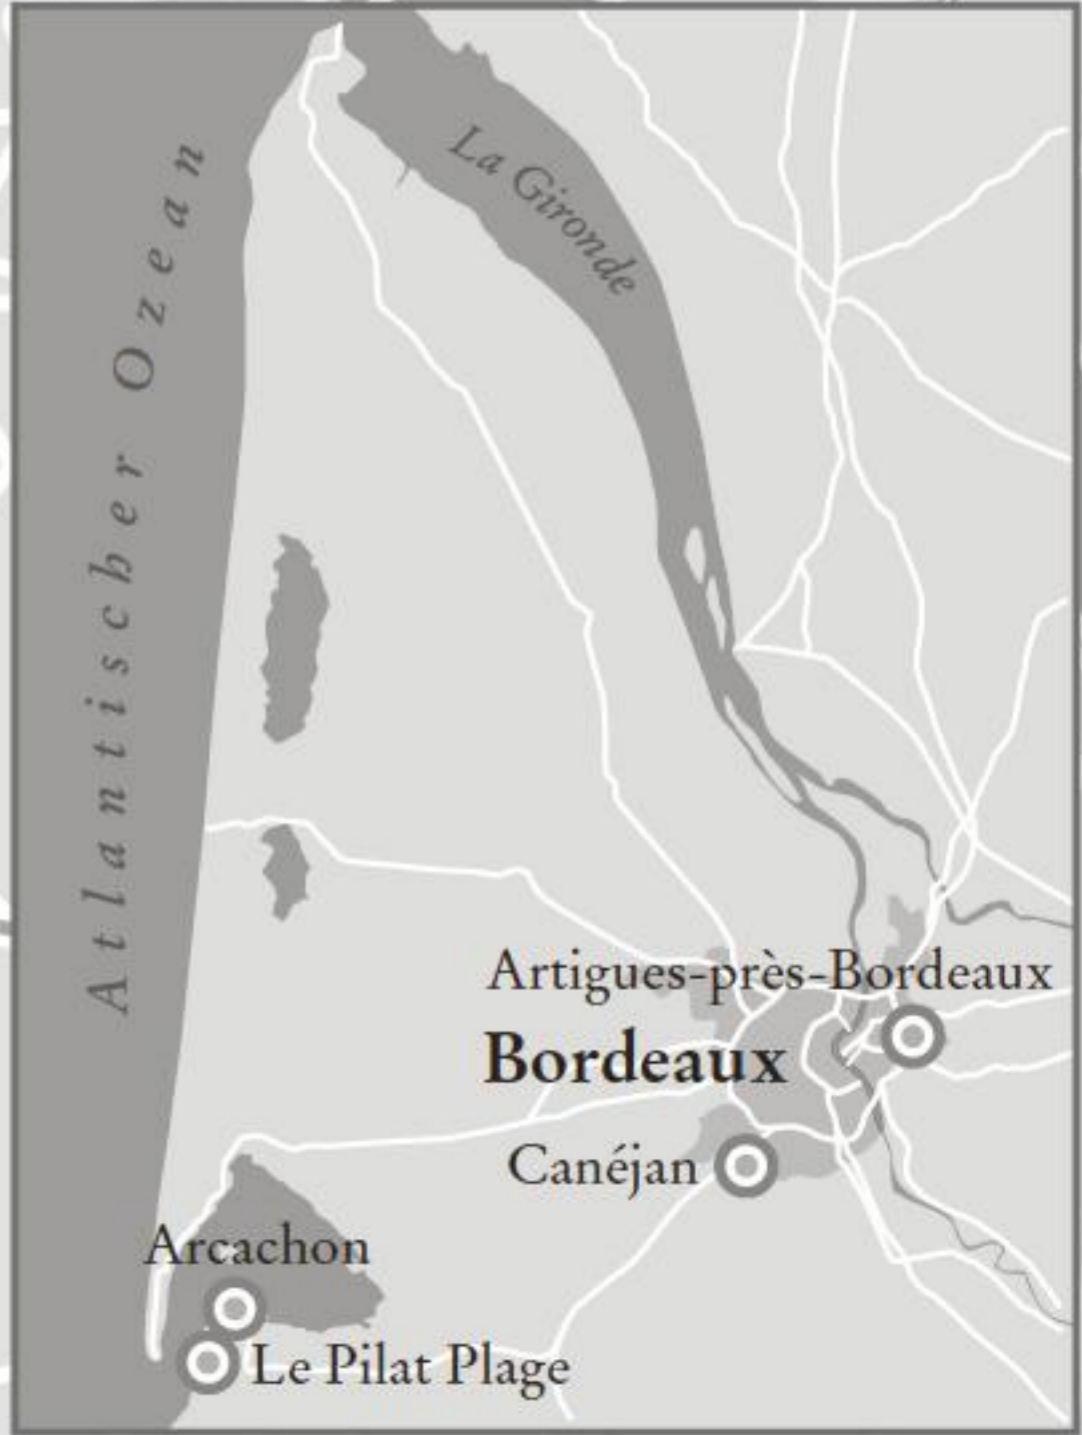 La Gironde
Atlantischer Ozean
Artigues-près-Bordeaux
Bordeaux
Canéjan
Arcachon
Le Pilat Plage